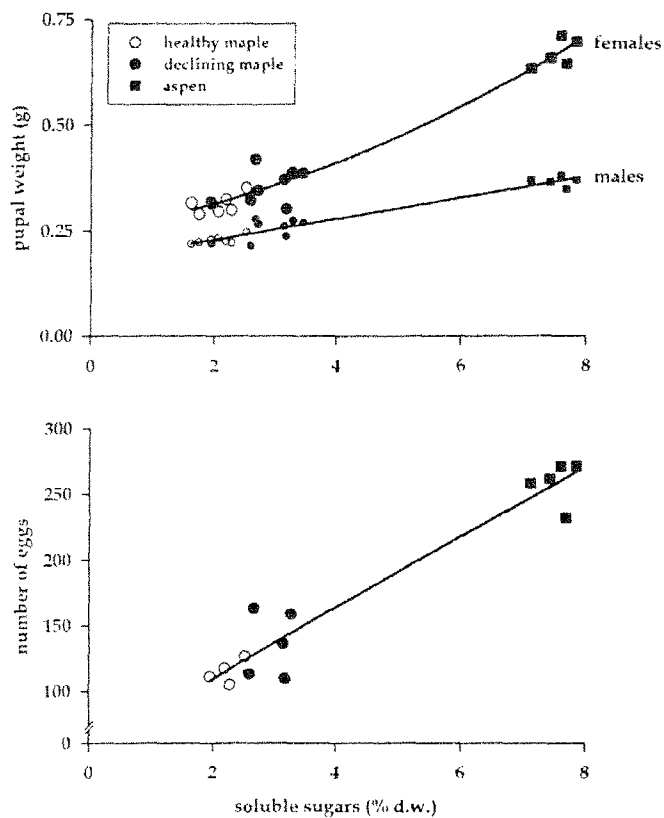 0.75
healthy maple
declining maple
aspen
females
0.50
pupal weight (g)
males
0.25
0.00
0 2 4 6 8
300
250
200
number of eggs
150
100
0
0 2 4 6 8
soluble sugars (% d.w.)